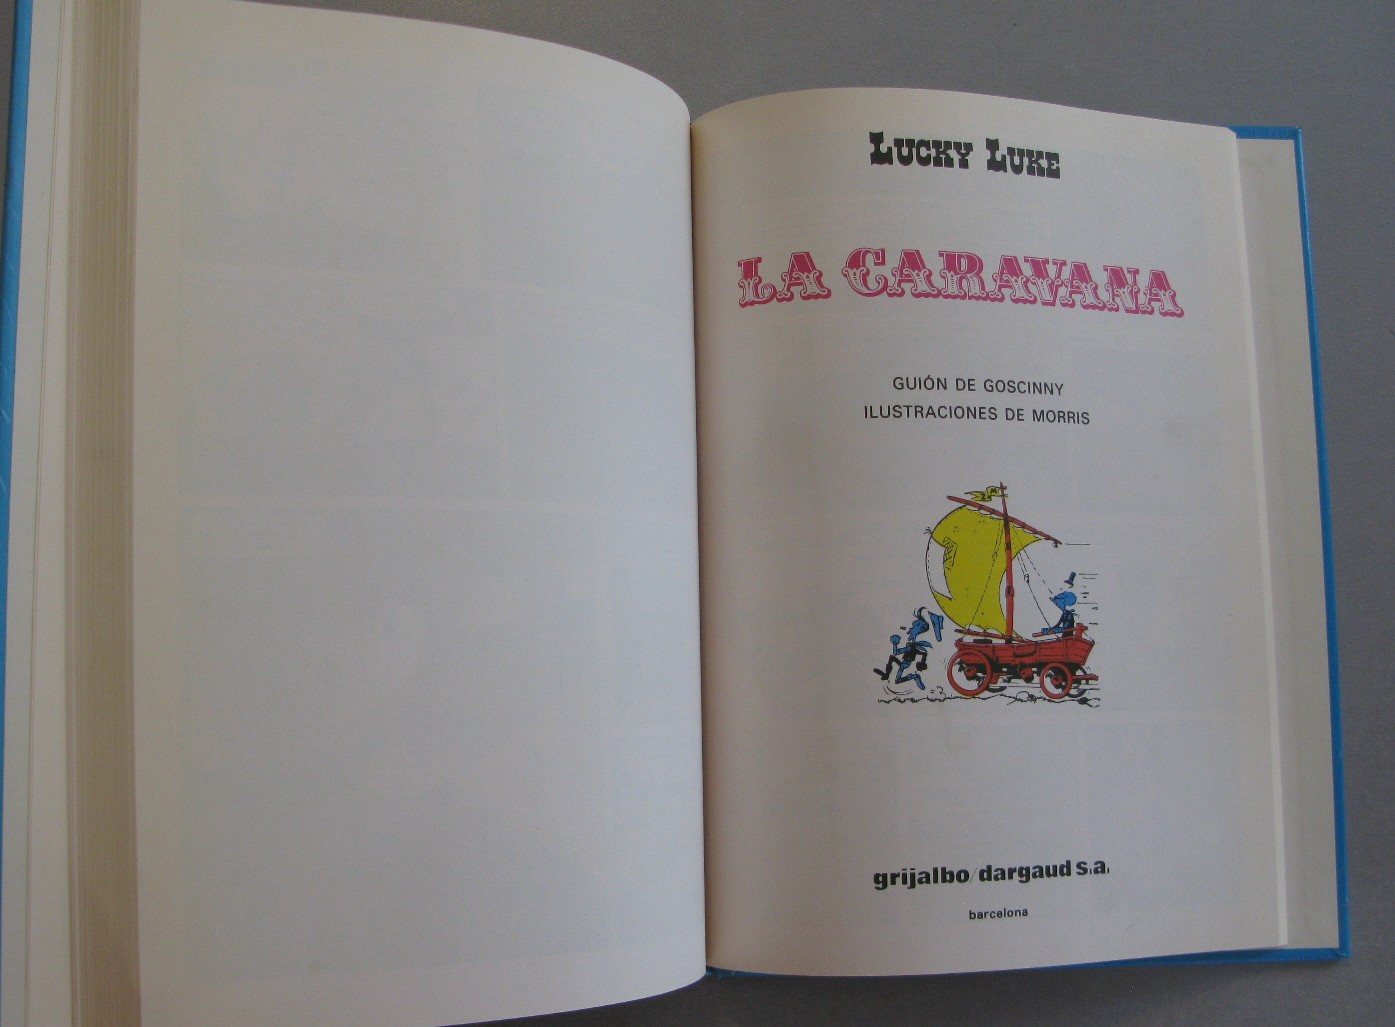 LUCKY LUKE
LA CARAVANA
GUIÓN DE GOSCINNY
ILUSTRACIONES DE MORRIS
M
grijalbo/dargaud s.a.
barcelona